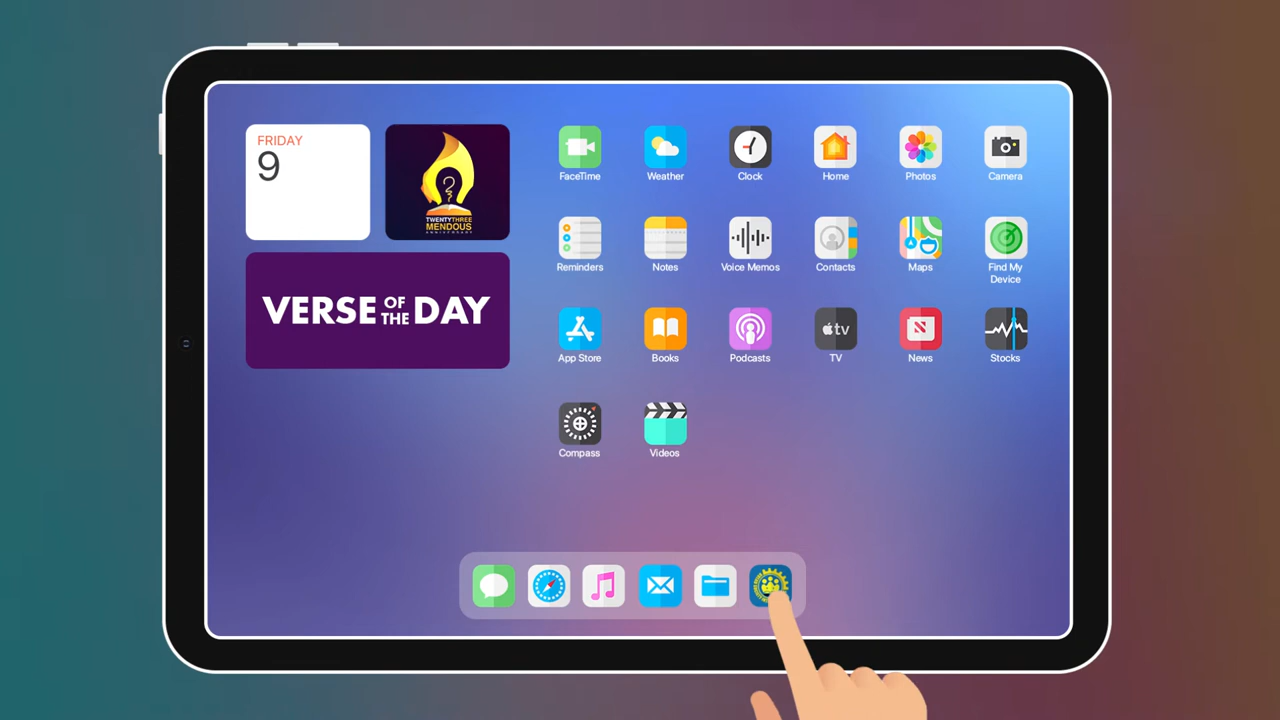 FRIDAY
9
?
TWENTYTHREE
MENDOUS
ANNIVERSARY
VERSE OF THE DAY
FaceTime
Weather
Clock
Home
Photos
Camera
Reminders
Notes
Voice Memos
Contacts
Maps
Find My
Device
App Store
Books
Podcasts
tv
TV
News
Stocks
Compass
Videos